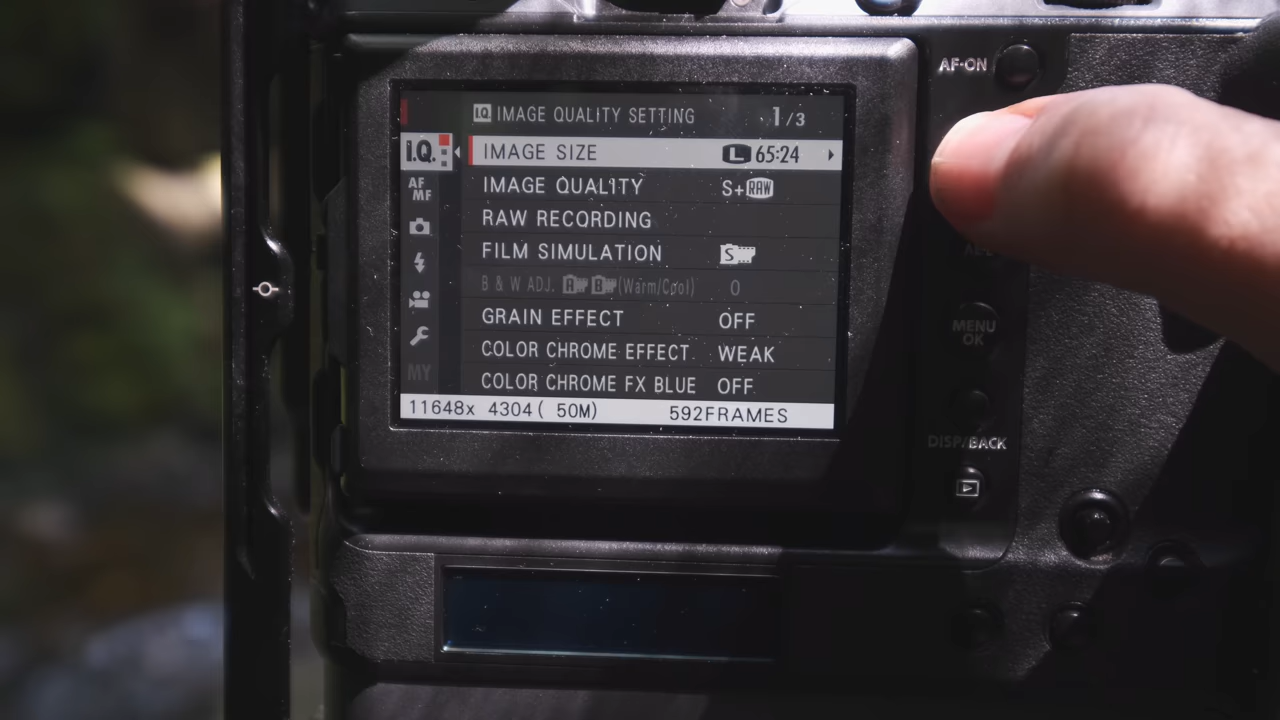 AF-ON
I.Q. IMAGE QUALITY SETTING 1/3
I.Q. IMAGE SIZE L 65:24
AF MF IMAGE QUALITY S+RAW
RAW RECORDING
FILM SIMULATION S
B & W ADJ. (Warm/Cool) 0
GRAIN EFFECT OFF
MENU OK
COLOR CHROME EFFECT WEAK
MY COLOR CHROME FX BLUE OFF
11648x 4304( 50M) 592FRAMES
DISP/BACK